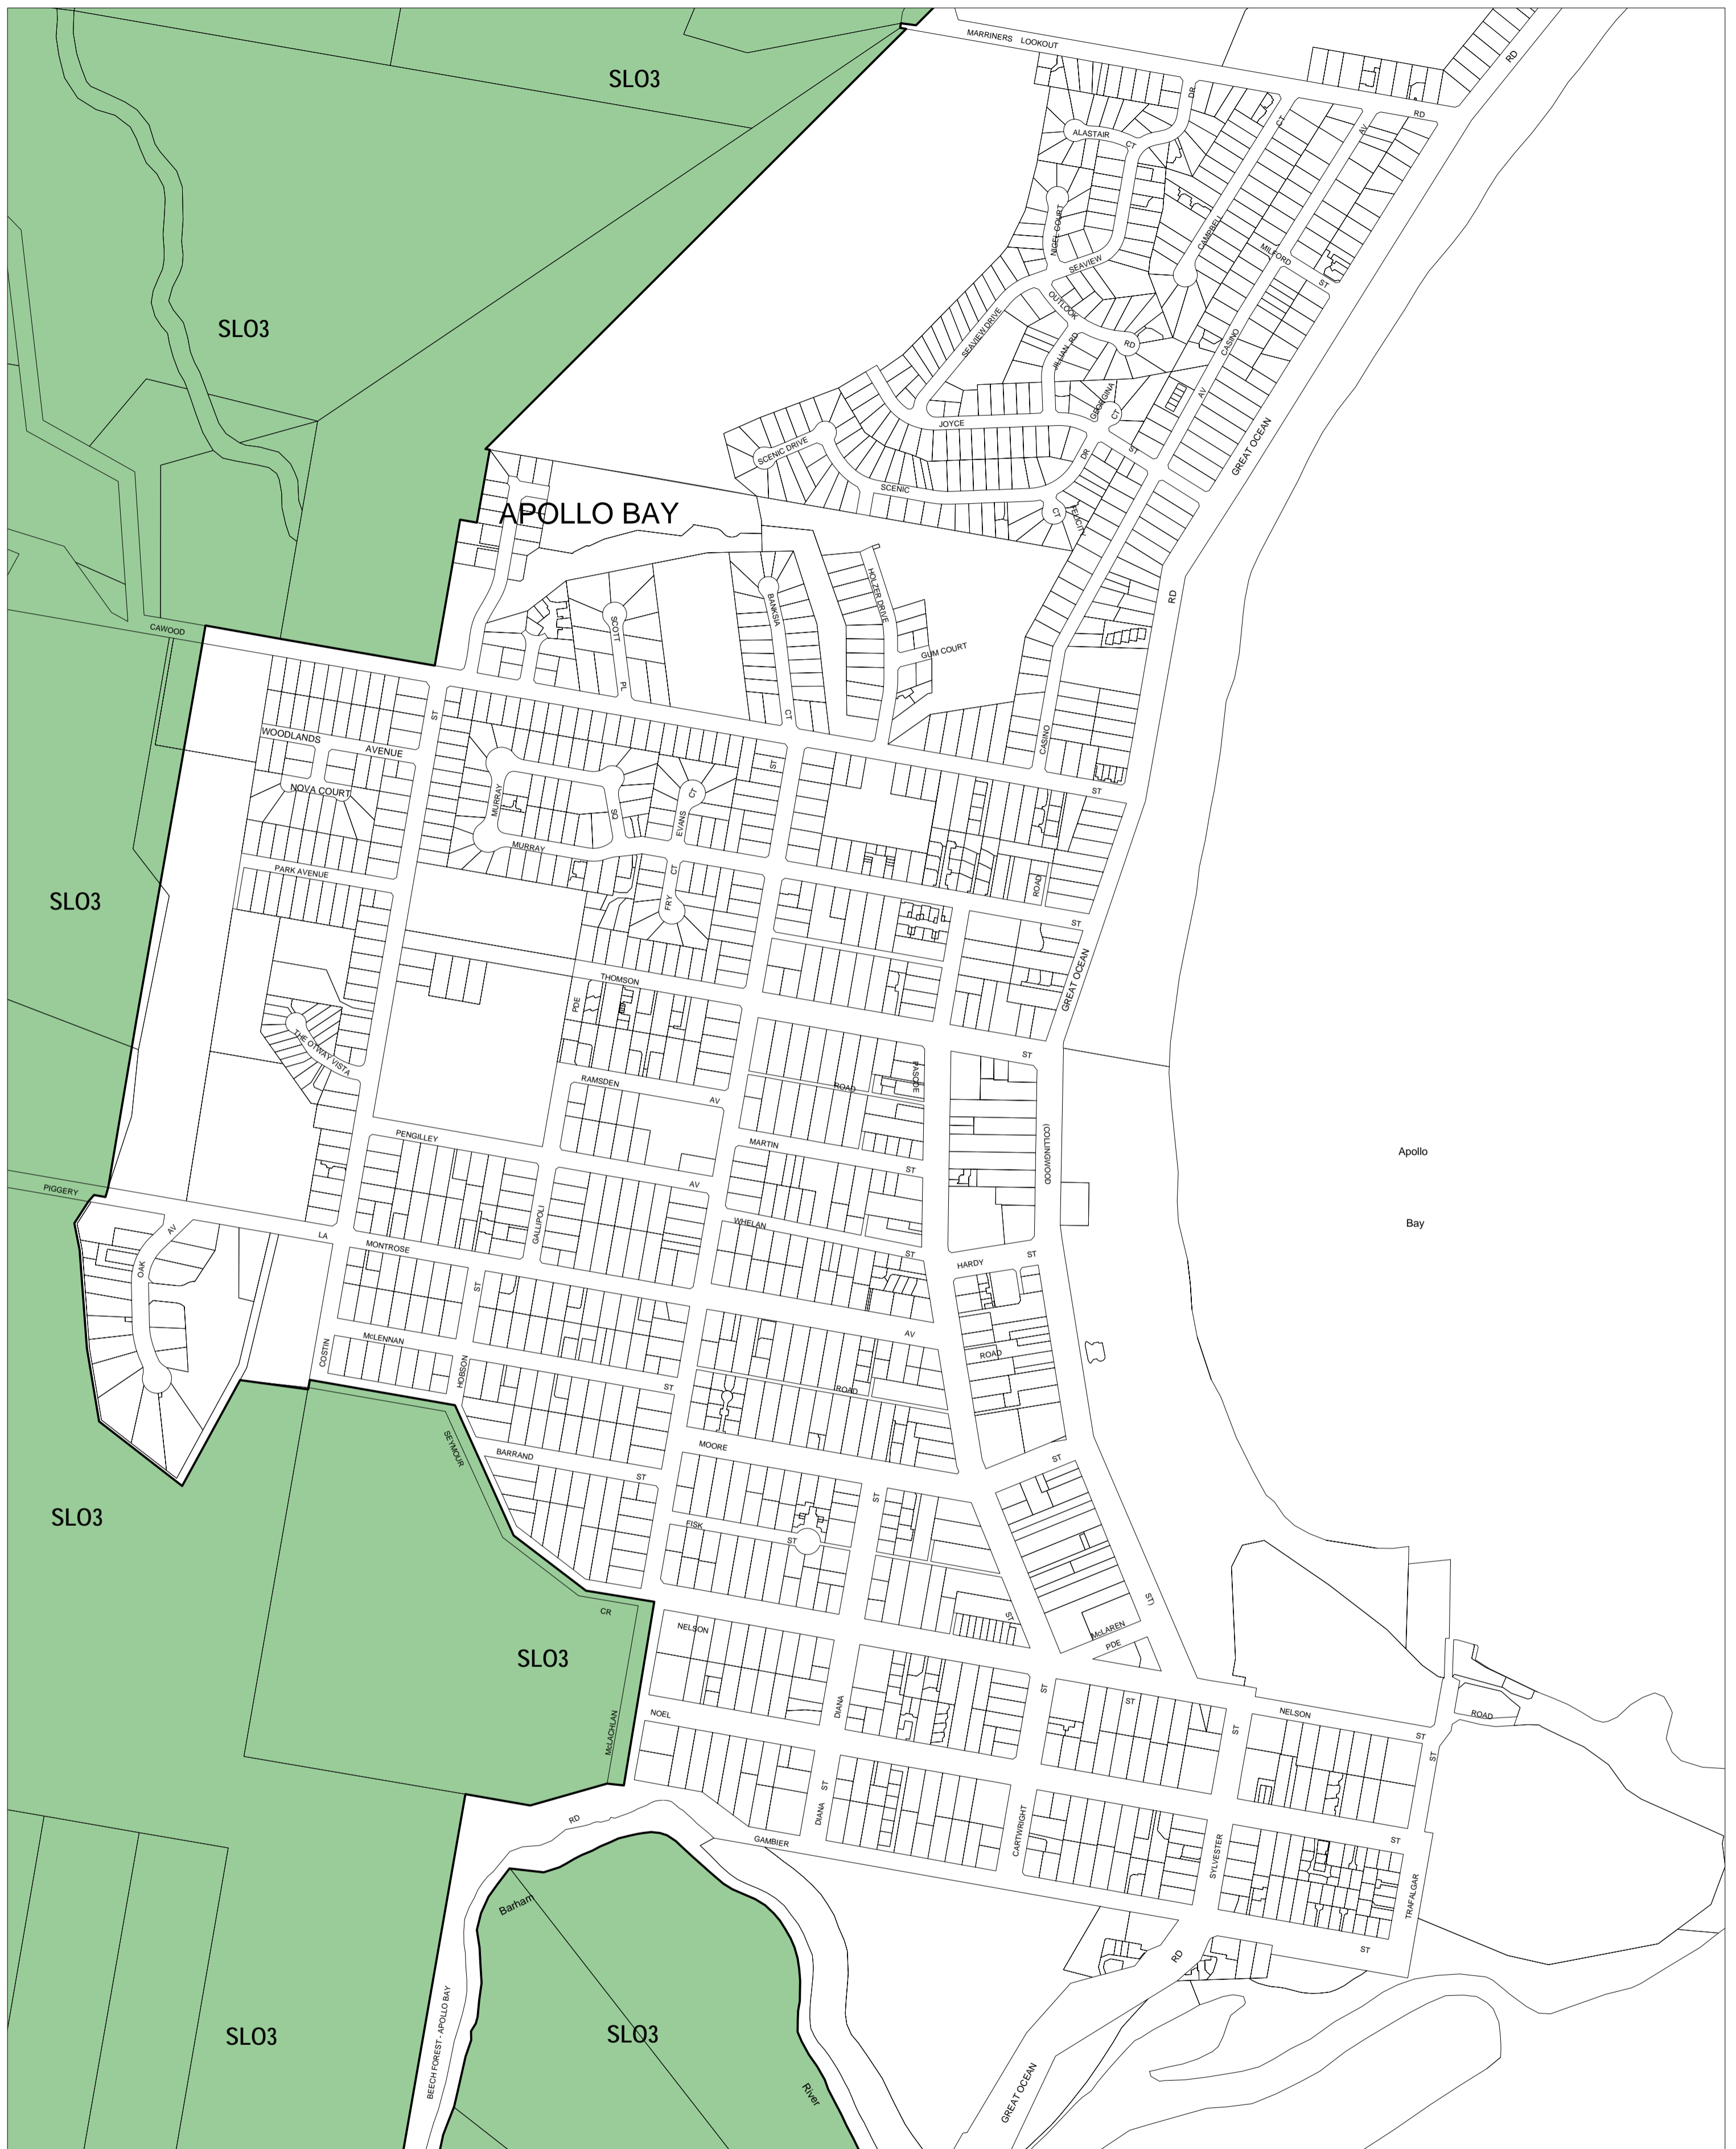 MARRINERS LOOKOUT
RD
SLO3
DR
RD
ALASTAIR
CT
CT
AV
NIGEL COURT
CAMPBELL
SEAVIEW
MILFORD
ST
SLO3
OUTLOOK
SEAVIEW DRIVE
JILLIAN RD
RD
CASINO
GEORGINA
CT
AV
JOYCE
ST
GREAT OCEAN
SCENIC DRIVE
DR
SCENIC
CT
FELICITY
APOLLO BAY
HOLZER DRIVE
BANKSIA
RD
CAWOOD
SCOTT
GUM COURT
PL
CT
ST
WOODLANDS
AVENUE
CASINO
ST
NOVA COURT
MURRAY
GS
EVANS
CT
ST
MURRAY
PARK AVENUE
SLO3
CT
FRY
ROAD
ST
THOMSON
PDE
GREAT OCEAN
THE OTWAY VISTA
ST
RAMSDEN
AV
ROAD
PASCOE
PENGILLEY
MARTIN
ST
(COLLINGWOOD
Apollo
PIGGERY
AV
GALLIPOLI
AV
WHELAN
ST
Bay
LA
MONTROSE
OAK
HARDY
ST
ST
McLENNAN
COSTIN
HOBSON
AV
ROAD
ST
ROAD
SEYMOUR
BARRAND
ST
MOORE
ST
SLO3
ST
FISK
ST
CR
ST
ST)
McLAREN
PDE
NELSON
SLO3
DIANA
ST
ST
NOEL
McLACHLAN
ST
NELSON
ROAD
ST
ST
DIANA ST
RD
GAMBIER
CARTWRIGHT
SYLVESTER
ST
TRAFALGAR
Barham
RD
ST
SLO3
SLO3
BEECH FOREST - APOLLO BAY
River
GREAT OCEAN